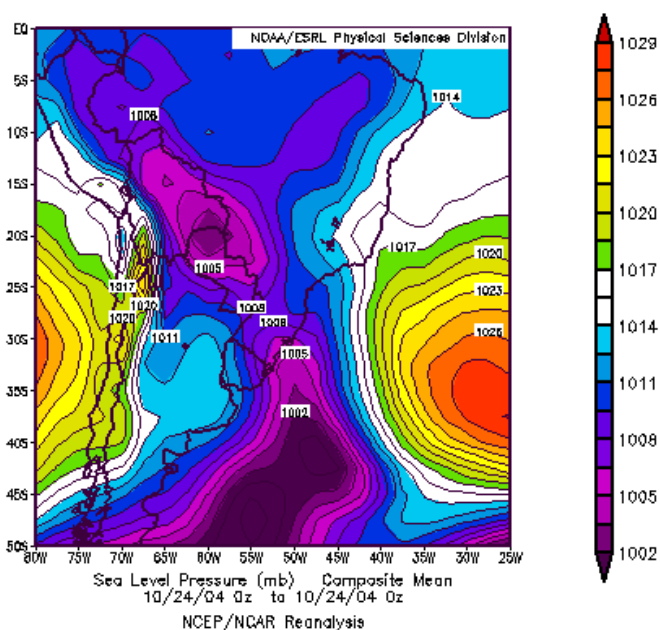 NOAA/ESRL Physical Sciences Division
EQ
5S
10S
15S
20S
25S
30S
35S
40S
45S
50S
80W
75W
70W
65W
60W
55W
50W
45W
40W
35W
30W
25W
1008
1014
1017
1005
1020
1017
1023
1020
1020
1008
1008
1026
1011
1005
1002
1029
1026
1023
1020
1017
1014
1011
1008
1005
1002
Sea Level Pressure (mb) Composite Mean
10/24/04 0z to 10/24/04 0z
NCEP/NCAR Reanalysis